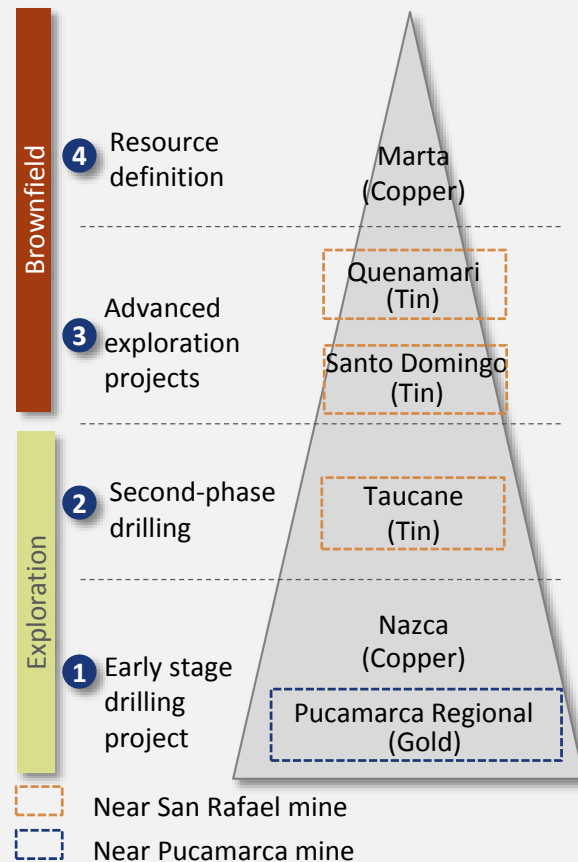 Brownfield
4
Resource
definition
Marta
(Copper)
3
Advanced
exploration
projects
Quenamari
(Tin)
Santo Domingo
(Tin)
Exploration
2
Second-phase
drilling
Taucane
(Tin)
1
Early stage
drilling
project
Nazca
(Copper)
Pucamarca Regional
(Gold)
Near San Rafael mine
Near Pucamarca mine